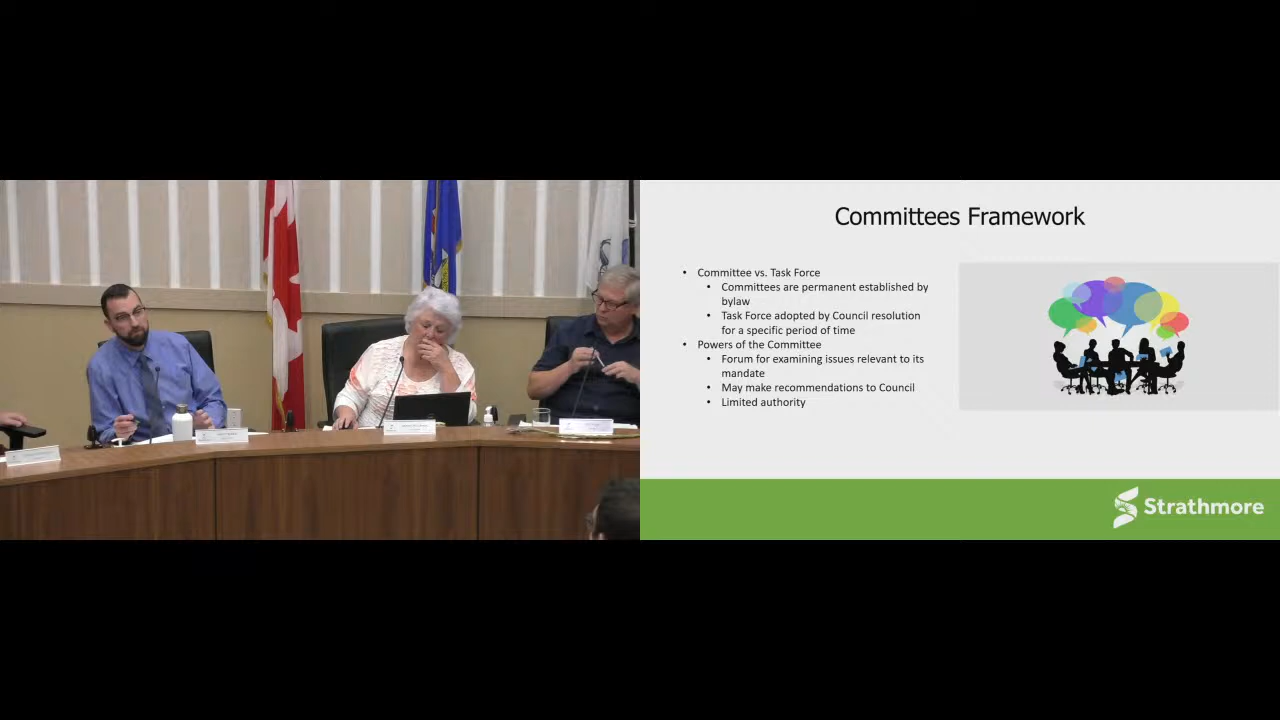 Committees Framework
• Committee vs. Task Force
• Committees are permanent established by
bylaw
• Task Force adopted by Council resolution
for a specific period of time
• Powers of the Committee
• Forum for examining issues relevant to its
mandate
• May make recommendations to Council
• Limited authority
Strathmore